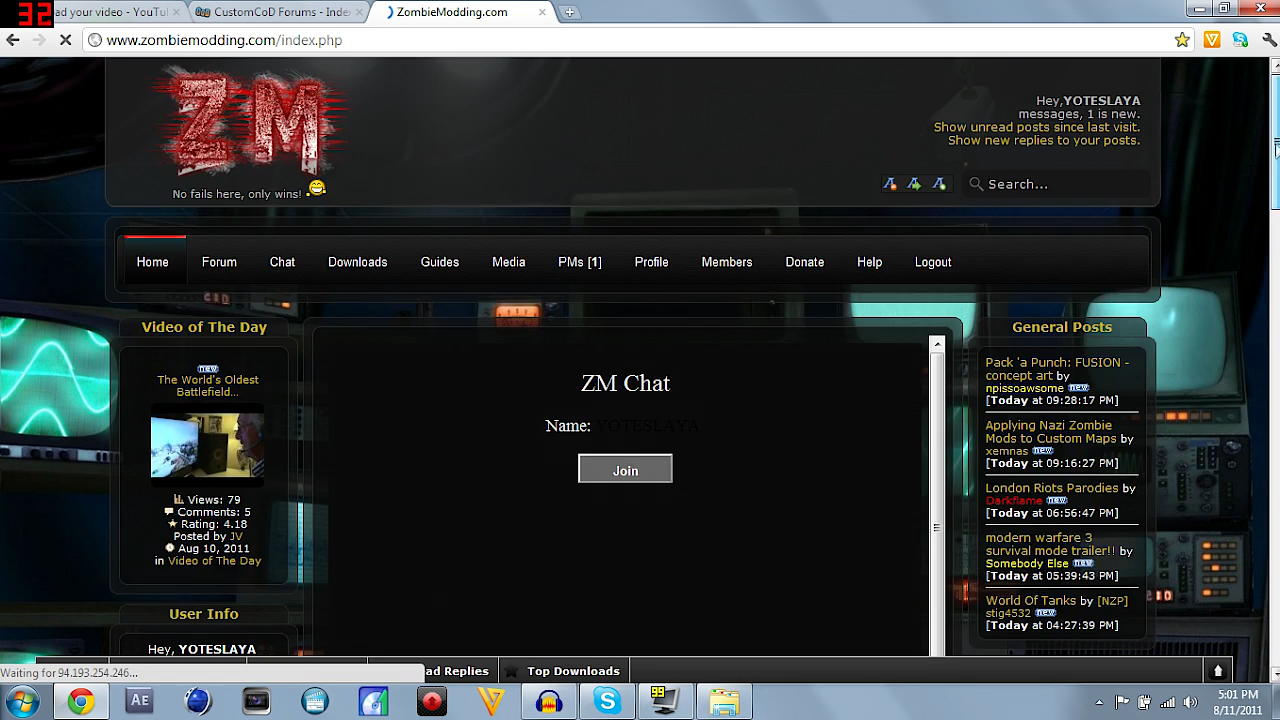 32
ad your video - YouTu
CustomCoD Forums - Index
ZombieModding.com
www.zombiemodding.com/index.php
ZM
No fails here, only wins!
Hey,YOTESLAYA
messages, 1 is new.
Show unread posts since last visit.
Show new replies to your posts.
Search...
Home Forum Chat Downloads Guides Media PMs [1] Profile Members Donate Help Logout
Video of The Day
new
The World's Oldest
Battlefield...
Views: 79
Comments: 5
Rating: 4.18
Posted by JV
Aug 10, 2011
in Video of The Day
User Info
Hey, YOTESLAYA
ZM Chat
Name: YOTESLAYA
Join
General Posts
Pack 'a Punch: FUSION -
concept art by
npissoawsome new
[Today at 09:28:17 PM]
Applying Nazi Zombie
Mods to Custom Maps by
xemnas new
[Today at 09:16:27 PM]
London Riots Parodies by
Darkflame new
[Today at 06:56:47 PM]
modern warfare 3
survival mode trailer!! by
Somebody Else new
[Today at 05:39:43 PM]
World Of Tanks by [NZP]
stig4532 new
[Today at 04:27:39 PM]
Waiting for 94.193.254.246...
ad Replies
Top Downloads
AE
99
5:01 PM
8/11/2011